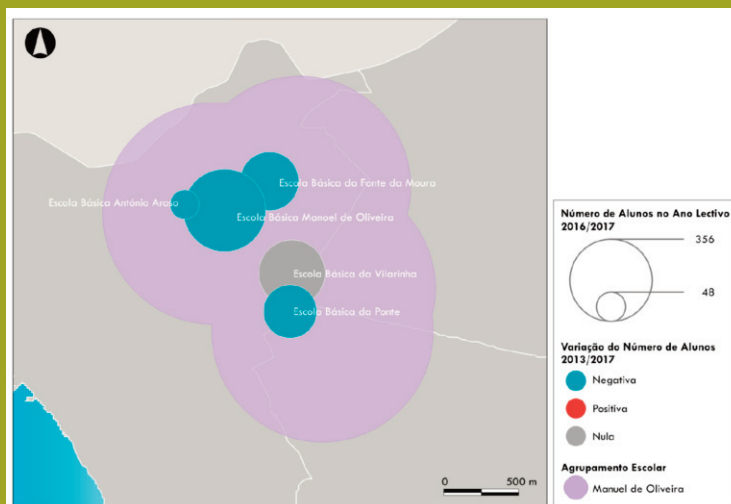 Escola Básica da Fonte da Moura
Escola Básica António Aroso
Escola Básica Manoel de Oliveira
Escola Básica da Vilarinha
Escola Básica da Ponte
0 500 m
Número de Alunos no Ano Lectivo
2016/2017
356
48
Variação do Número de Alunos
2013/2017
Negativa
Positiva
Nula
Agrupamento Escolar
Manuel de Oliveira